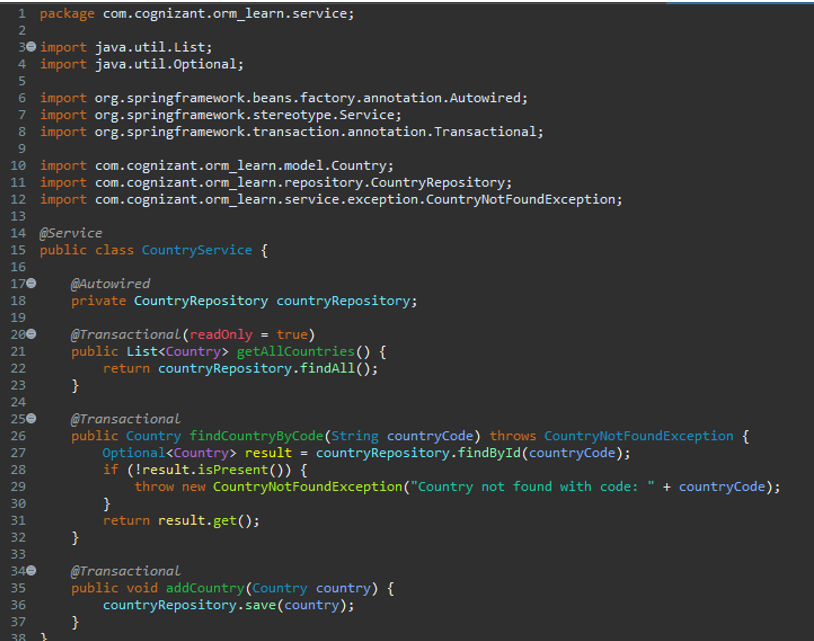 1 package com.cognizant.orm_learn.service;
2
3 import java.util.List;
4 import java.util.Optional;
5
6 import org.springframework.beans.factory.annotation.Autowired;
7 import org.springframework.stereotype.Service;
8 import org.springframework.transaction.annotation.Transactional;
9
10 import com.cognizant.orm_learn.model.Country;
11 import com.cognizant.orm_learn.repository.CountryRepository;
12 import com.cognizant.orm_learn.service.exception.CountryNotFoundException;
13
14 @Service
15 public class CountryService {
16
17     @Autowired
18     private CountryRepository countryRepository;
19
20     @Transactional(readOnly = true)
21     public List<Country> getAllCountries() {
22         return countryRepository.findAll();
23     }
24
25     @Transactional
26     public Country findCountryByCode(String countryCode) throws CountryNotFoundException {
27         Optional<Country> result = countryRepository.findById(countryCode);
28         if (!result.isPresent()) {
29             throw new CountryNotFoundException("Country not found with code: " + countryCode);
30         }
31         return result.get();
32     }
33
34     @Transactional
35     public void addCountry(Country country) {
36         countryRepository.save(country);
37     }
38 }